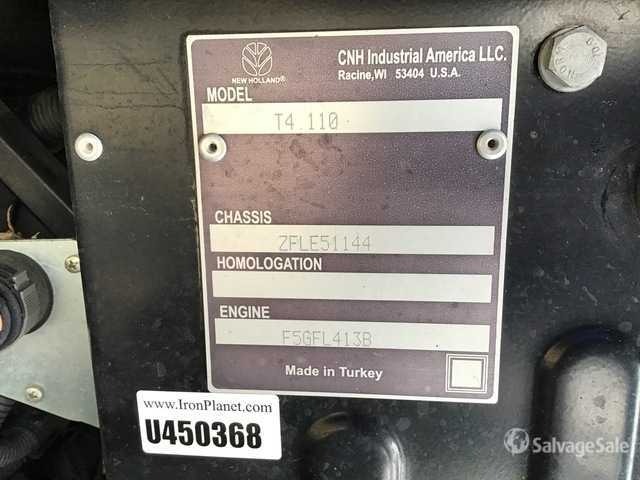 NEW HOLLAND®
CNH Industrial America LLC.
Racine,WI 53404 U.S.A.
MODEL
T4.110
CHASSIS
ZFLE51144
HOMOLOGATION
ENGINE
F5GFL413B
Made in Turkey
www.IronPlanet.com
U450368
SalvageSale